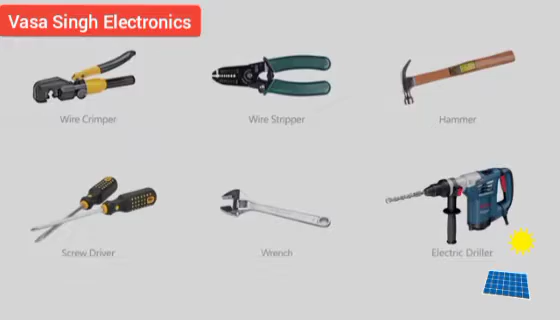 Vasa Singh Electronics
Wire Crimper
Wire Stripper
Hammer
Screw Driver
Wrench
Electric Driller